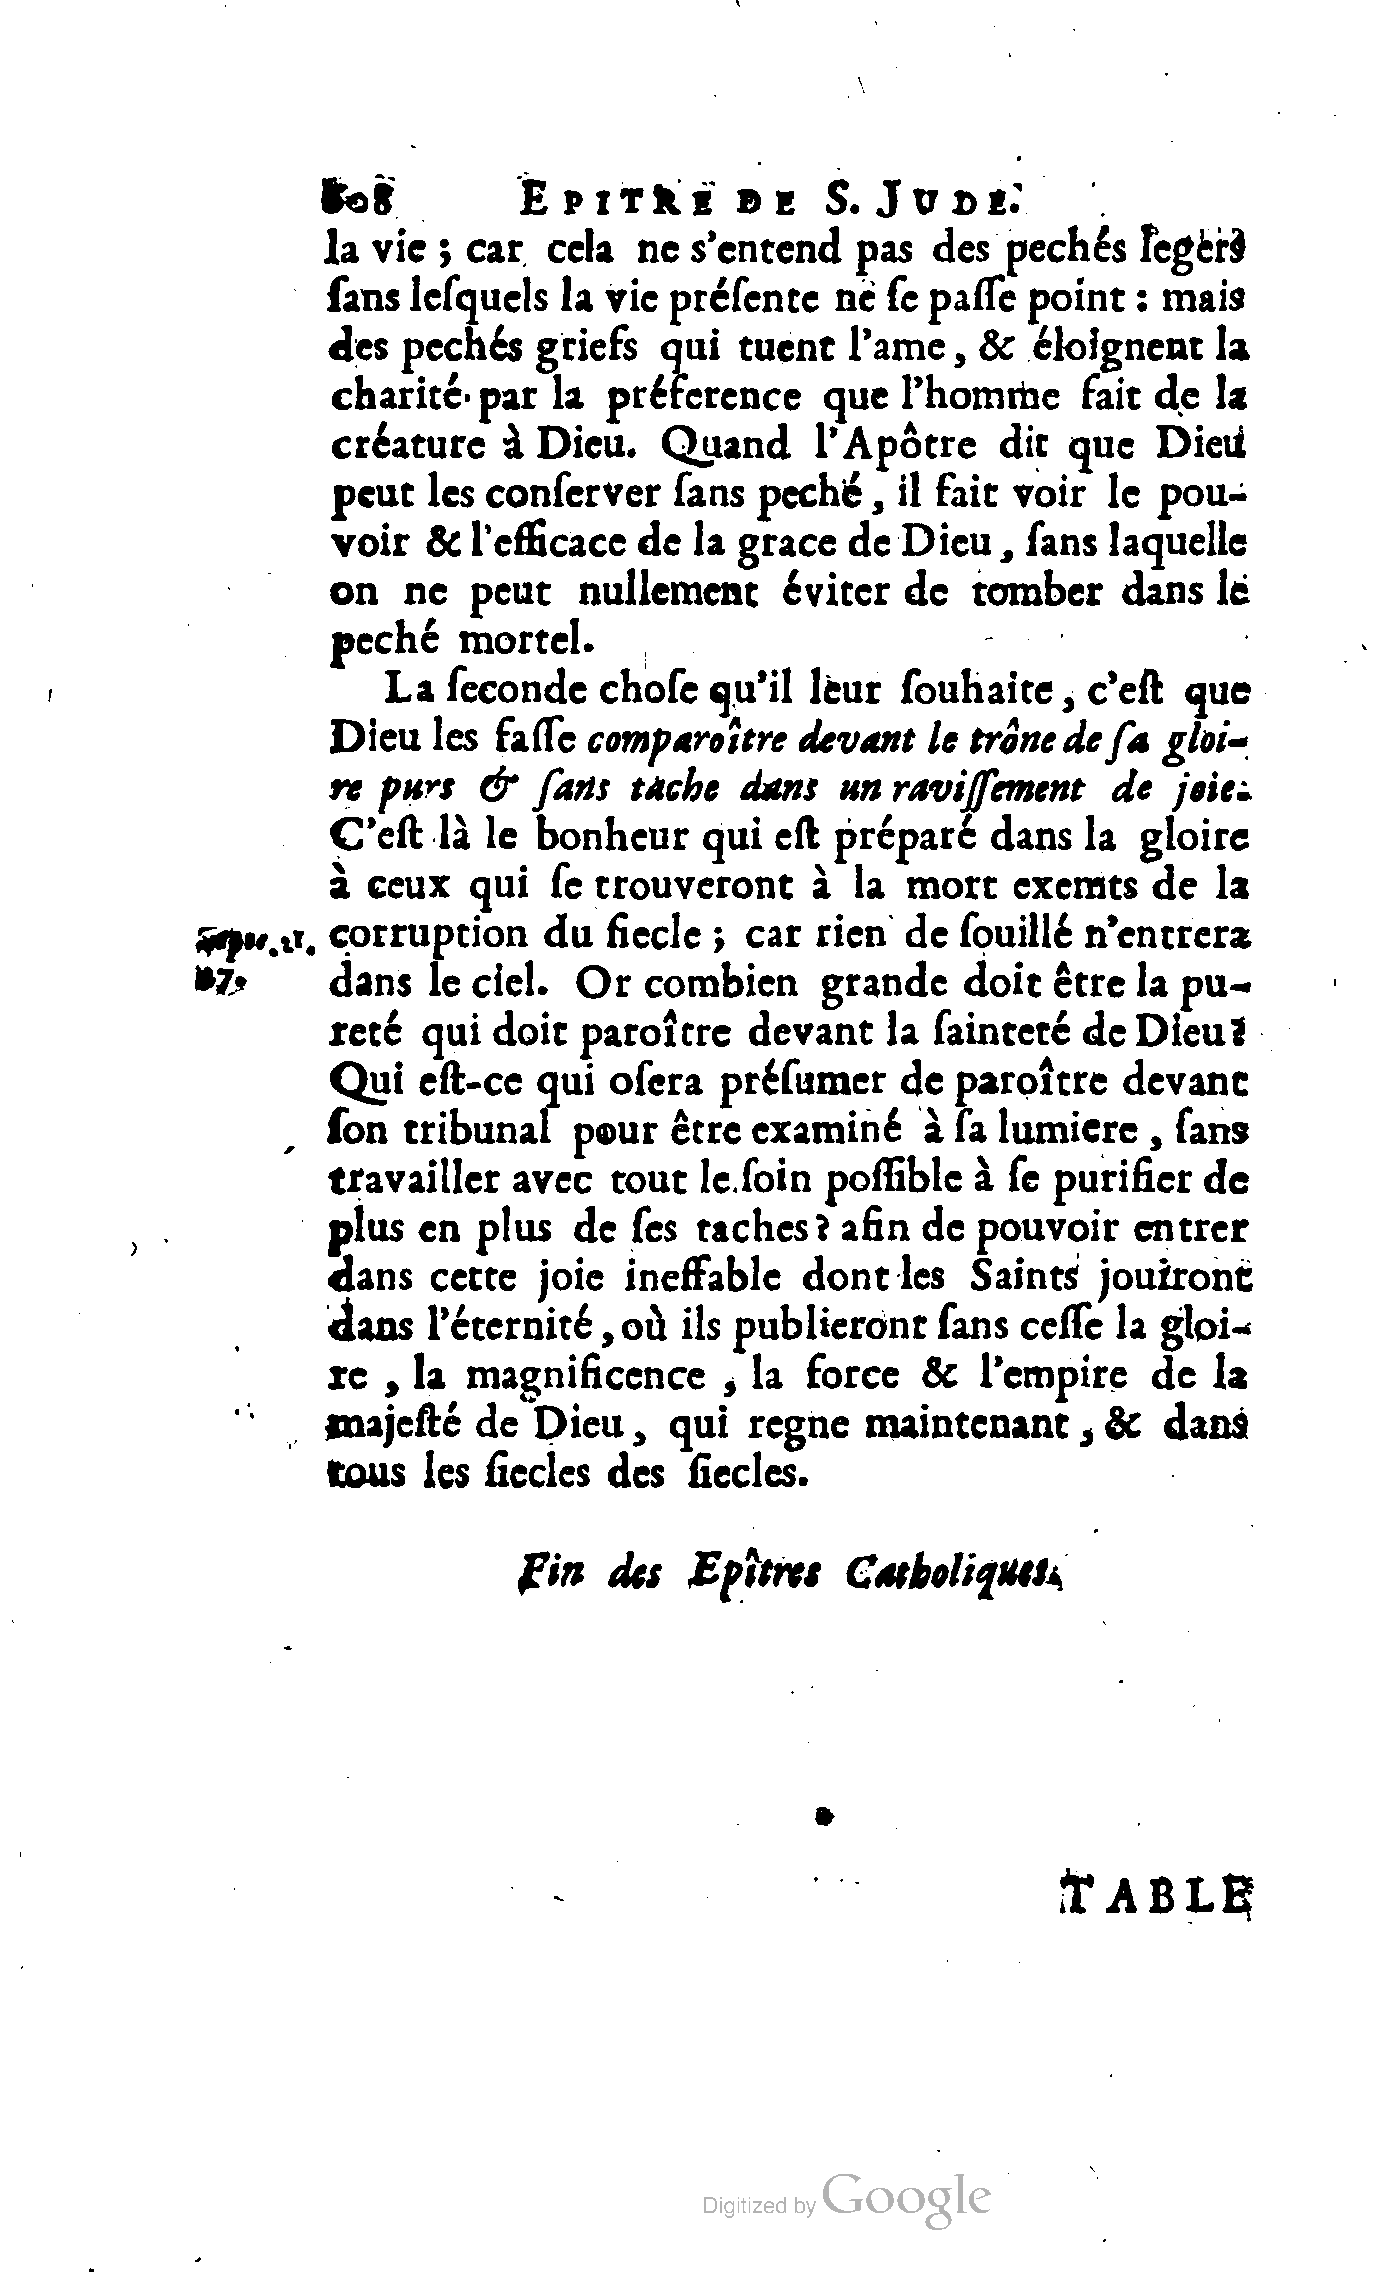 EPITRE DE S. JUDE.
la vie ; car cela ne s'entend pas des pechés legers
ſans leſquels la vie préſente ne ſe paſſe point : mais
des pechés griefs qui tuent l'ame, & éloignent la
charité par la préference que l'homme fait de la
créature à Dieu. Quand l'Apôtre dit que Dieu
peut les conſerver ſans peché, il fait voir le pou-
voir & l'efficace de la grace de Dieu, ſans laquelle
on ne peut nullement éviter de tomber dans le
peché mortel.
La ſeconde choſe qu'il leur ſouhaite, c'eſt que
Dieu les faſſe comparoître devant le trône de ſa gloi-
re purs & ſans tache dans un raviſſement de joie.
C'eſt là le bonheur qui eſt préparé dans la gloire
à ceux qui ſe trouveront à la mort exemts de la
corruption du ſiecle ; car rien de ſouillé n'entrera
dans le ciel. Or combien grande doit être la pu-
reté qui doit paroître devant la ſainteté de Dieu ?
Qui eſt-ce qui oſera préſumer de paroître devant
ſon tribunal pour être examiné à ſa lumiere, ſans
travailler avec tout le ſoin poſſible à ſe purifier de
plus en plus de ſes taches ? afin de pouvoir entrer
dans cette joie ineffable dont les Saints jouiront
dans l'éternité, où ils publieront ſans ceſſe la gloi-
re, la magnificence, la force & l'empire de la
majeſté de Dieu, qui regne maintenant, & dans
tous les ſiecles des ſiecles.
Fin des Epîtres Catholiques.
TABLE
Digitized by Google